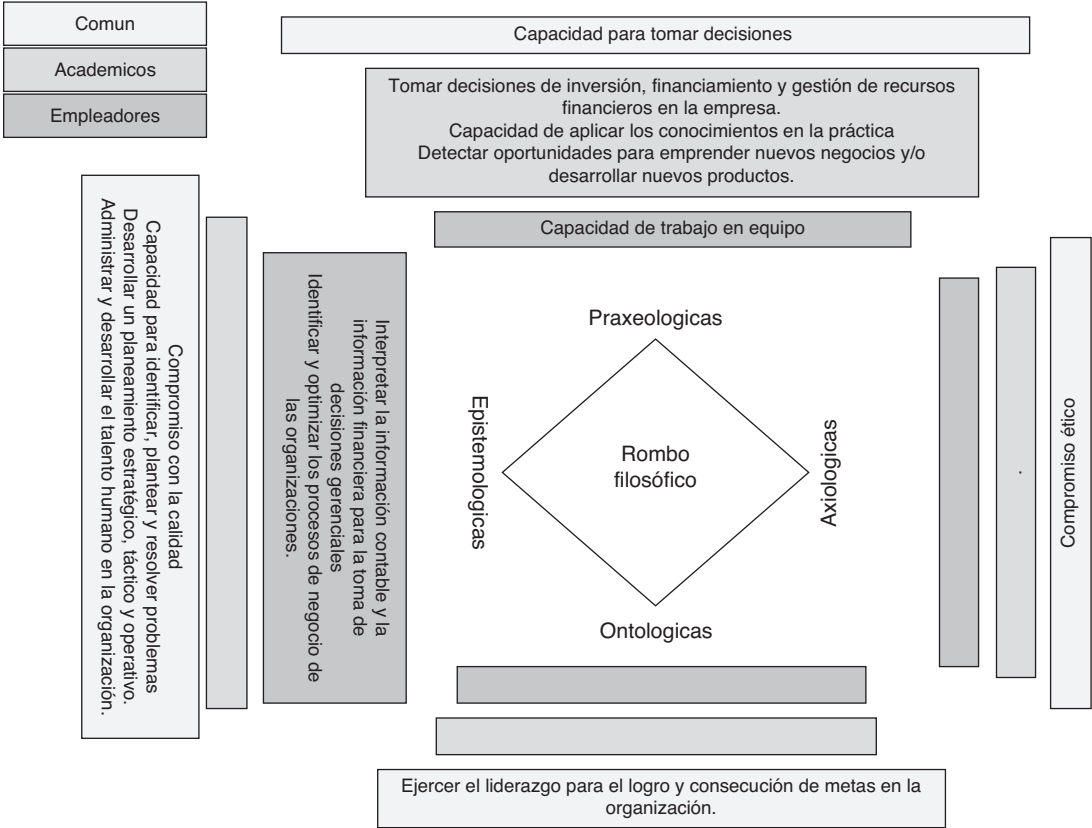 Comun
Academicos
Empleadores
Capacidad para tomar decisiones
Tomar decisiones de inversión, financiamiento y gestión de recursos
financieros en la empresa.
Capacidad de aplicar los conocimientos en la práctica
Detectar oportunidades para emprender nuevos negocios y/o
desarrollar nuevos productos.
Capacidad de trabajo en equipo
Compromiso con la calidad
Capacidad para identificar, plantear y resolver problemas
Desarrollar un planeamiento estratégico, táctico y operativo.
Administrar y desarrollar el talento humano en la organización.
Interpretar la información contable y la
información financiera para la toma de
decisiones gerenciales
Identificar y optimizar los procesos de negocio de
las organizaciones.
Praxeologicas
Epistemologicas
Rombo
filosófico
Axiologicas
Ontologicas
.
Compromiso ético
Ejercer el liderazgo para el logro y consecución de metas en la
organización.